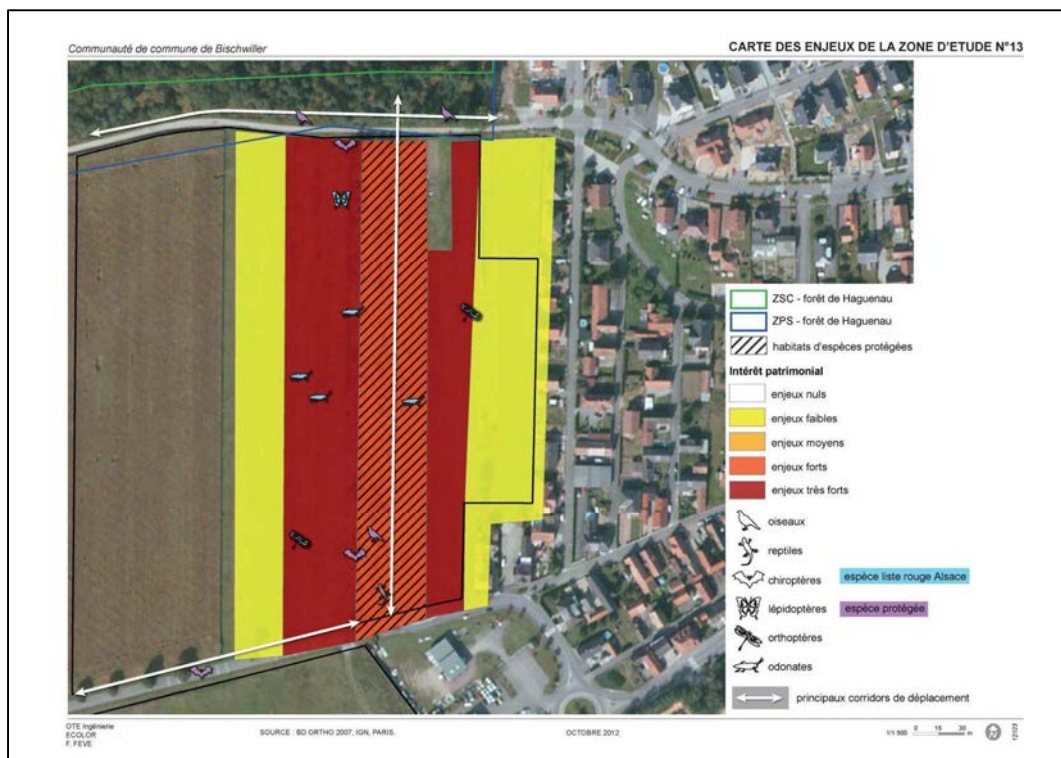 Communauté de commune de Bischwiller
CARTE DES ENJEUX DE LA ZONE D'ETUDE N°13
ZSC - forêt de Haguenau
ZPS - forêt de Haguenau
habitats d'espèces protégées
Intérêt patrimonial
enjeux nuls
enjeux faibles
enjeux moyens
enjeux forts
enjeux très forts
oiseaux
reptiles
chiroptères
espèce liste rouge Alsace
lépidoptères
espèce protégée
orthoptères
odonates
principaux corridors de déplacement
OTE Ingénierie
ECOLOR
F. FEVE
SOURCE : BD ORTHO 2007, IGN, PARIS.
OCTOBRE 2012
1/1 505
0 15 30
m
12123